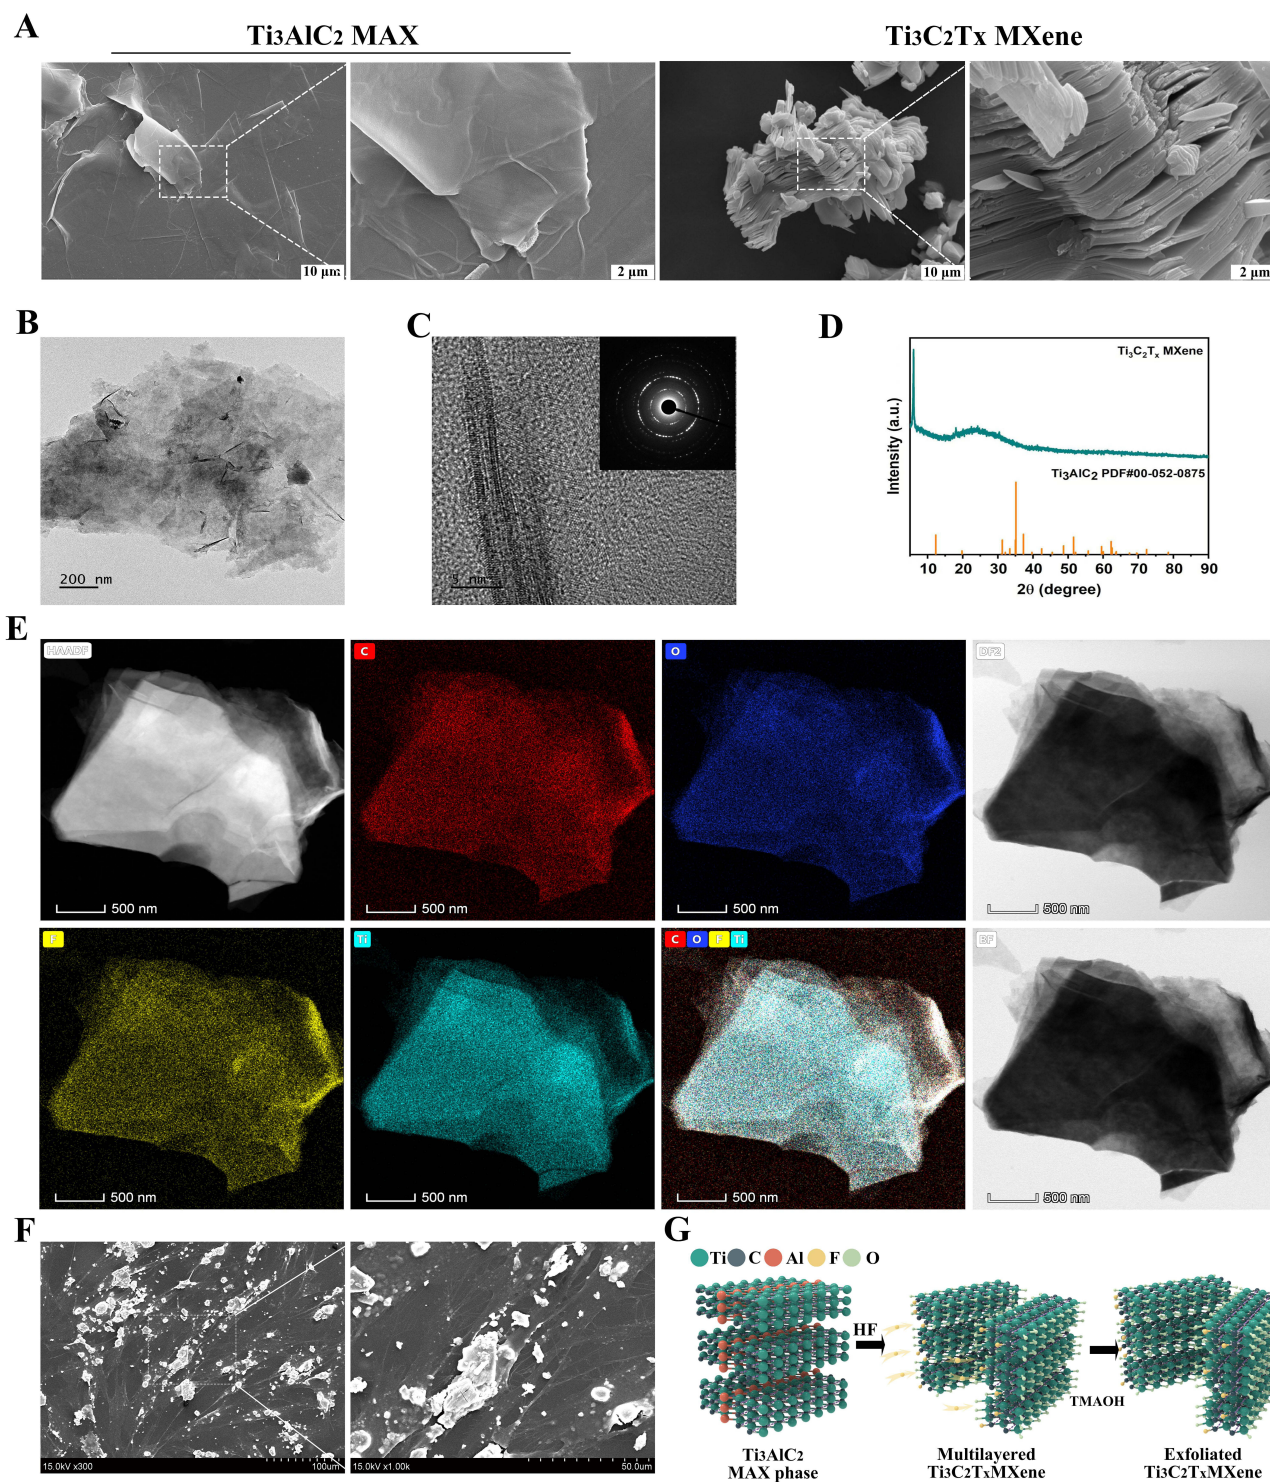 A
Ti3AlC2 MAX
Ti3C2Tx MXene
10 μm
2 μm
10 μm
2 μm
B
200 nm
C
5 nm
D
Intensity (a.u.)
Ti3C2Tx MXene
Ti3AlC2 PDF#00-052-0875
10 20 30 40 50 60 70 80 90
2θ (degree)
E
HAADF
500 nm
C
500 nm
O
500 nm
DF2
500 nm
F
500 nm
Ti
500 nm
C O F Ti
500 nm
BF
500 nm
F
15.0kV x300
100um
15.0kV x1.00k
50.0um
G
Ti C Al F O
HF
TMAOH
Ti3AlC2
MAX phase
Multilayered
Ti3C2TxMXene
Exfoliated
Ti3C2TxMXene